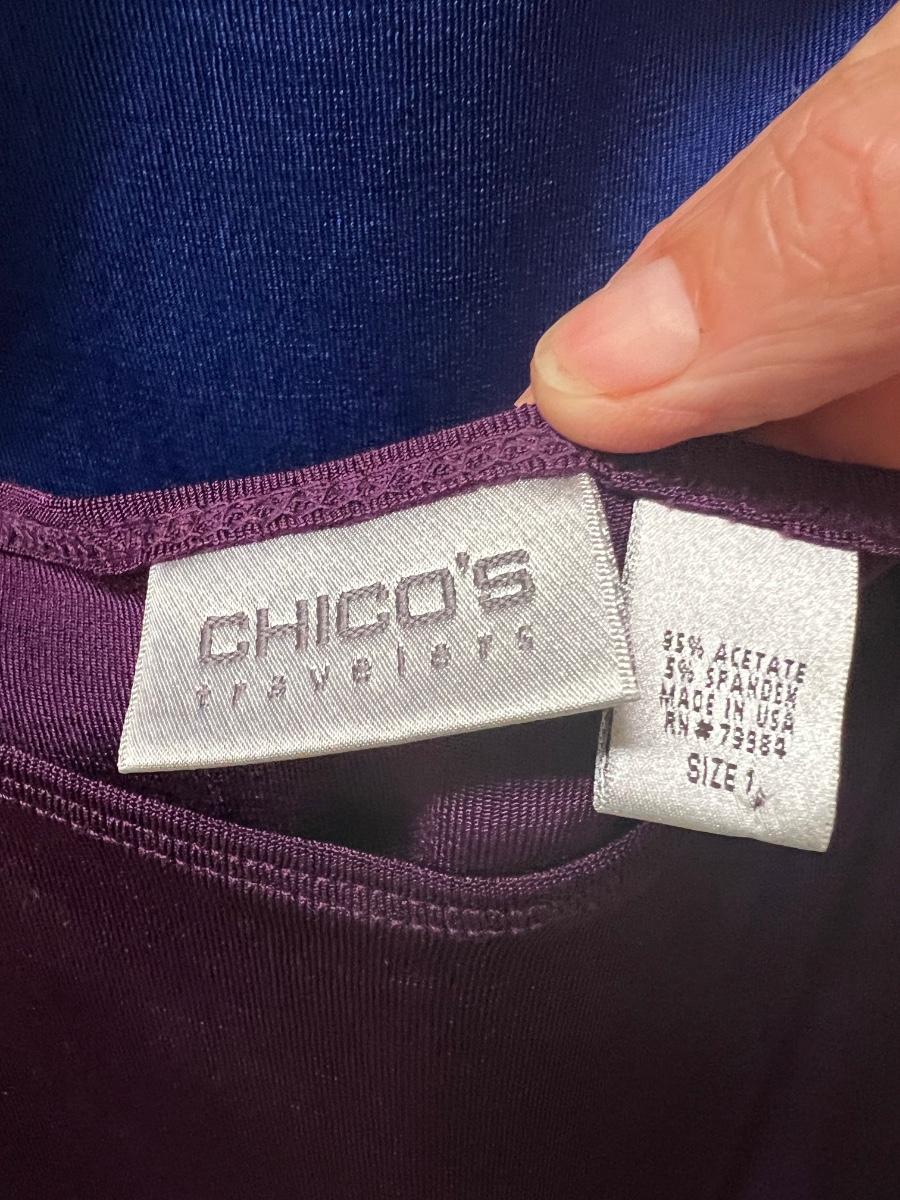 CHICO'S
travelers
95% ACETATE
5% SPANDEX
MADE IN USA
RN*79984
SIZE 1